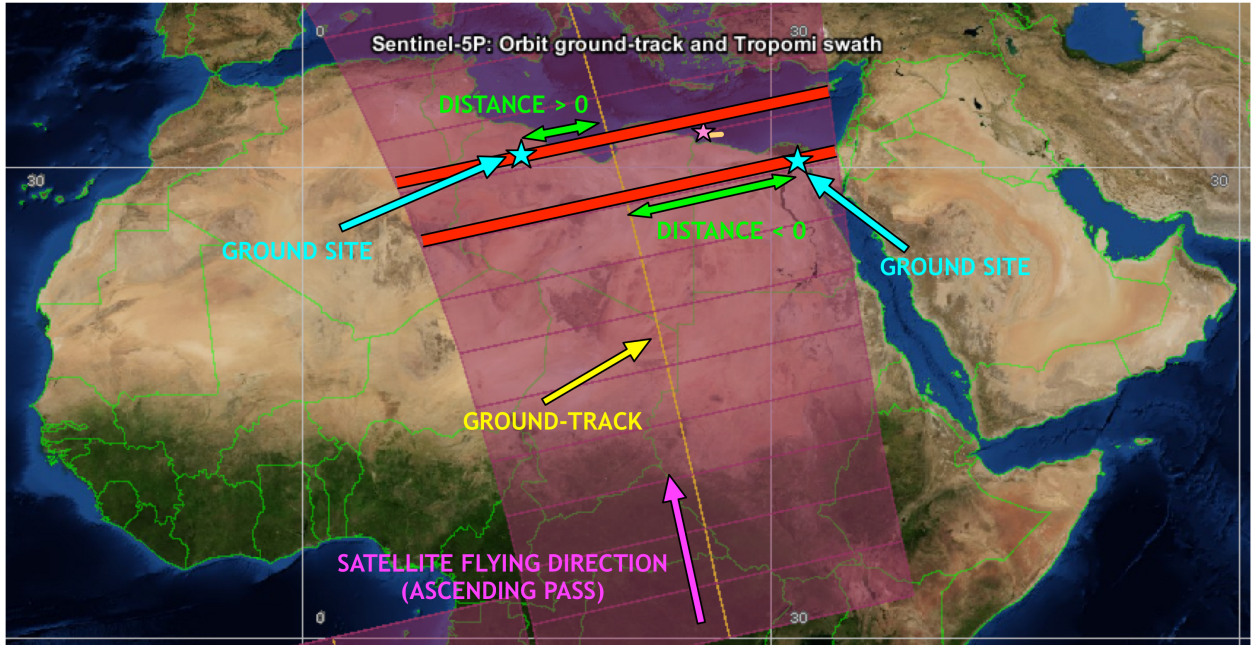 0
30
Sentinel-5P: Orbit ground-track and Tropomi swath
DISTANCE > 0
30
30
DISTANCE < 0
GROUND SITE
GROUND SITE
GROUND-TRACK
SATELLITE FLYING DIRECTION
(ASCENDING PASS)
0
30